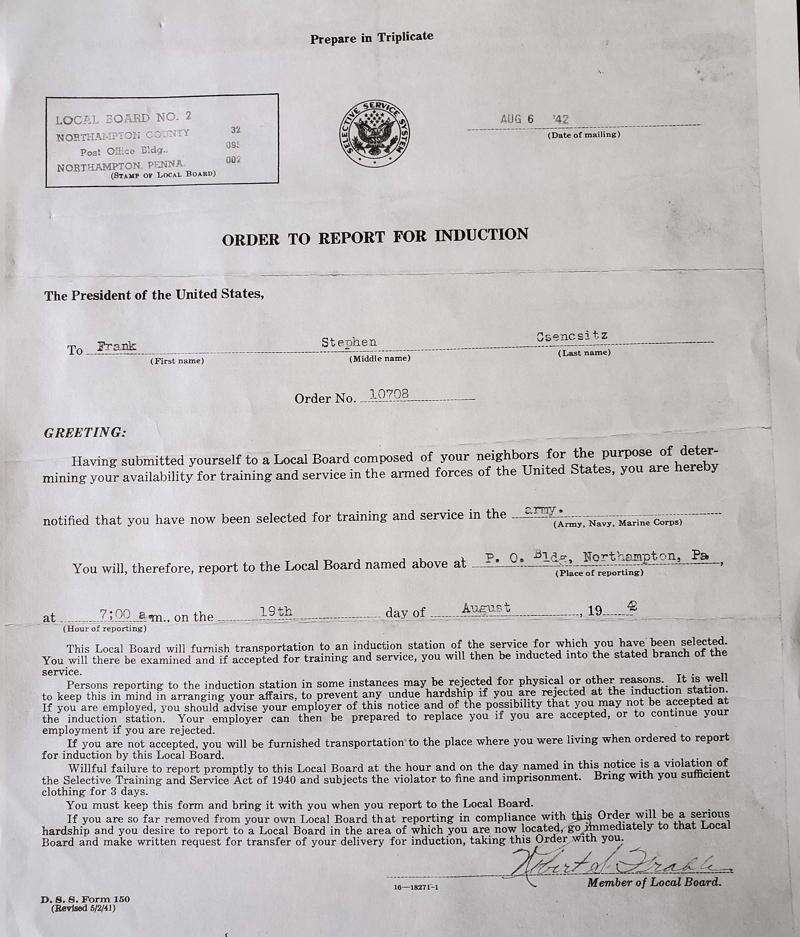 Prepare in Triplicate
LOCAL BOARD NO. 2
NORTHAMPTON COUNTY 32
Post Office Bldg.. 095
NORTHAMPTON, PENNA. 002
(STAMP OF LOCAL BOARD)
SELECTIVE SERVICE SYSTEM
AUG 6 '42
(Date of mailing)
ORDER TO REPORT FOR INDUCTION
The President of the United States,
To Frank Stephen Csencsitz
(First name) (Middle name) (Last name)
Order No. 10708
GREETING:
Having submitted yourself to a Local Board composed of your neighbors for the purpose of deter-
mining your availability for training and service in the armed forces of the United States, you are hereby
notified that you have now been selected for training and service in the army.
(Army, Navy, Marine Corps)
You will, therefore, report to the Local Board named above at P. O. Bldg, Northampton, Pa,
(Place of reporting)
at 7;00 a.m., on the 19th day of August, 19 42
(Hour of reporting)
This Local Board will furnish transportation to an induction station of the service for which you have been selected.
You will there be examined and if accepted for training and service, you will then be inducted into the stated branch of the
service.
Persons reporting to the induction station in some instances may be rejected for physical or other reasons. It is well
to keep this in mind in arranging your affairs, to prevent any undue hardship if you are rejected at the induction station.
If you are employed, you should advise your employer of this notice and of the possibility that you may not be accepted at
the induction station. Your employer can then be prepared to replace you if you are accepted, or to continue your
employment if you are rejected.
If you are not accepted, you will be furnished transportation to the place where you were living when ordered to report
for induction by this Local Board.
Willful failure to report promptly to this Local Board at the hour and on the day named in this notice is a violation of
the Selective Training and Service Act of 1940 and subjects the violator to fine and imprisonment. Bring with you sufficient
clothing for 3 days.
You must keep this form and bring it with you when you report to the Local Board.
If you are so far removed from your own Local Board that reporting in compliance with this Order will be a serious
hardship and you desire to report to a Local Board in the area of which you are now located, go immediately to that Local
Board and make written request for transfer of your delivery for induction, taking this Order with you.
Robert
16—18271-1
Member of Local Board.
D. S. S. Form 150
(Revised 5/2/41)